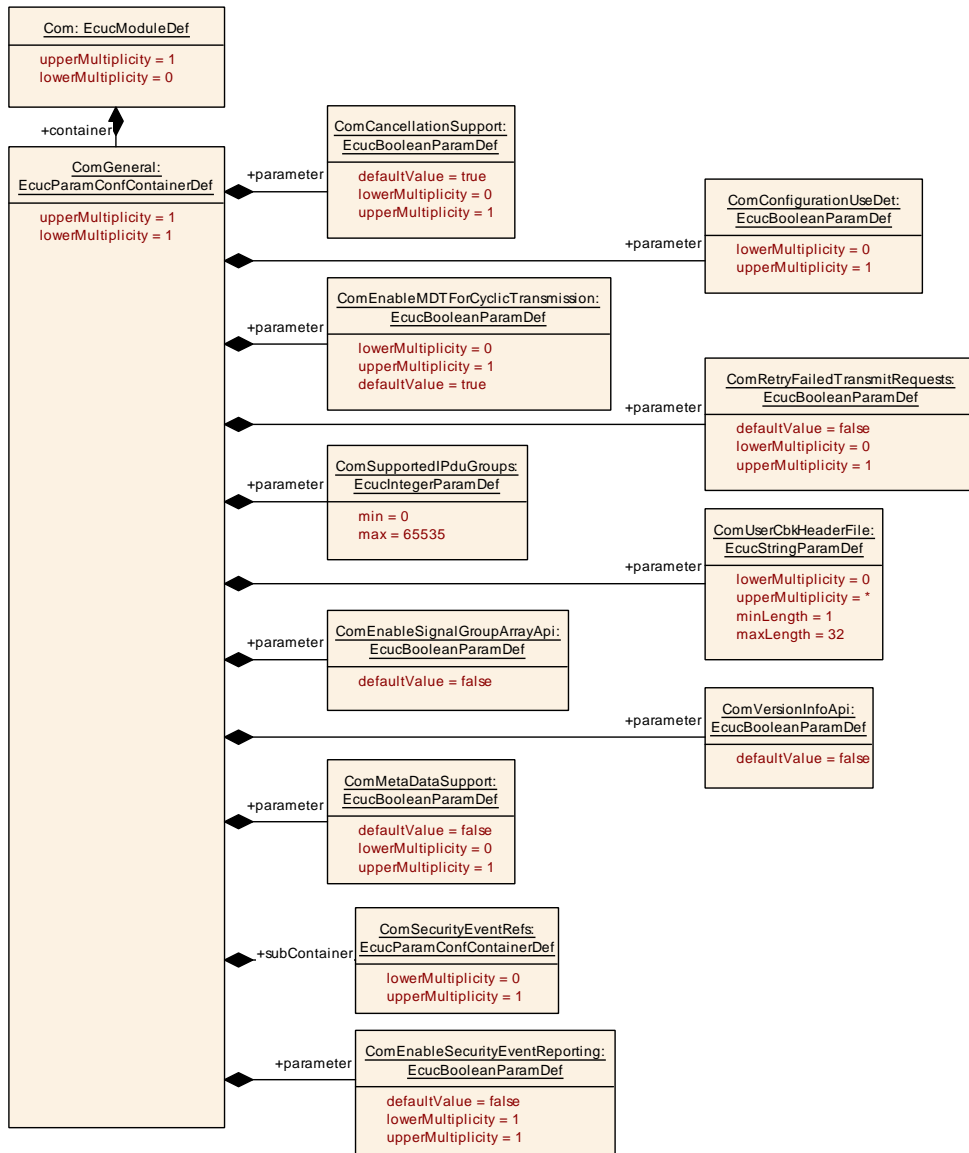 Com: EcucModuleDef
upperMultiplicity = 1
lowerMultiplicity = 0
+container
ComGeneral:
EcucParamConfContainerDef
upperMultiplicity = 1
lowerMultiplicity = 1
+parameter
ComCancellationSupport:
EcucBooleanParamDef
defaultValue = true
lowerMultiplicity = 0
upperMultiplicity = 1
+parameter
ComConfigurationUseDet:
EcucBooleanParamDef
lowerMultiplicity = 0
upperMultiplicity = 1
+parameter
ComEnableMDTForCyclicTransmission:
EcucBooleanParamDef
lowerMultiplicity = 0
upperMultiplicity = 1
defaultValue = true
+parameter
ComRetryFailedTransmitRequests:
EcucBooleanParamDef
defaultValue = false
lowerMultiplicity = 0
upperMultiplicity = 1
+parameter
ComSupportedIPduGroups:
EcucIntegerParamDef
min = 0
max = 65535
+parameter
ComUserCbkHeaderFile:
EcucStringParamDef
lowerMultiplicity = 0
upperMultiplicity = *
minLength = 1
maxLength = 32
+parameter
ComEnableSignalGroupArrayApi:
EcucBooleanParamDef
defaultValue = false
+parameter
ComVersionInfoApi:
EcucBooleanParamDef
defaultValue = false
+parameter
ComMetaDataSupport:
EcucBooleanParamDef
defaultValue = false
lowerMultiplicity = 0
upperMultiplicity = 1
+subContainer
ComSecurityEventRefs:
EcucParamConfContainerDef
lowerMultiplicity = 0
upperMultiplicity = 1
+parameter
ComEnableSecurityEventReporting:
EcucBooleanParamDef
defaultValue = false
lowerMultiplicity = 1
upperMultiplicity = 1